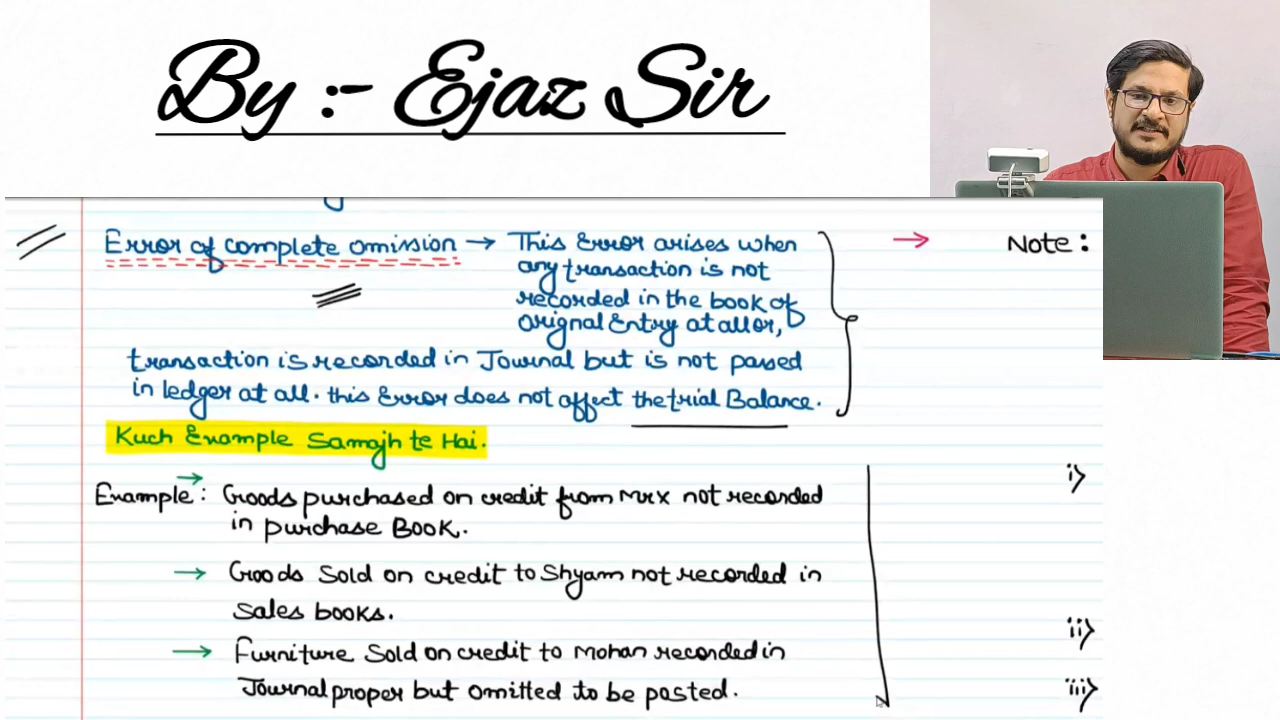 By :- Ejaz Sir
Error of complete omission → This Error arises when
any transaction is not
recorded in the book of
orignal Entry at all or,
transaction is recorded in Journal but is not passed
in ledger at all. this Error does not affect the trial Balance.
Kuch Example Samajh te Hai.
Example : Goods purchased on credit from Mr X not recorded
in purchase Book.
→ Goods Sold on credit to Shyam not recorded in
Sales books.
→ Furniture Sold on credit to Mohan recorded in
Journal proper but omitted to be posted.
→ Note :
i>
ii>
iii>